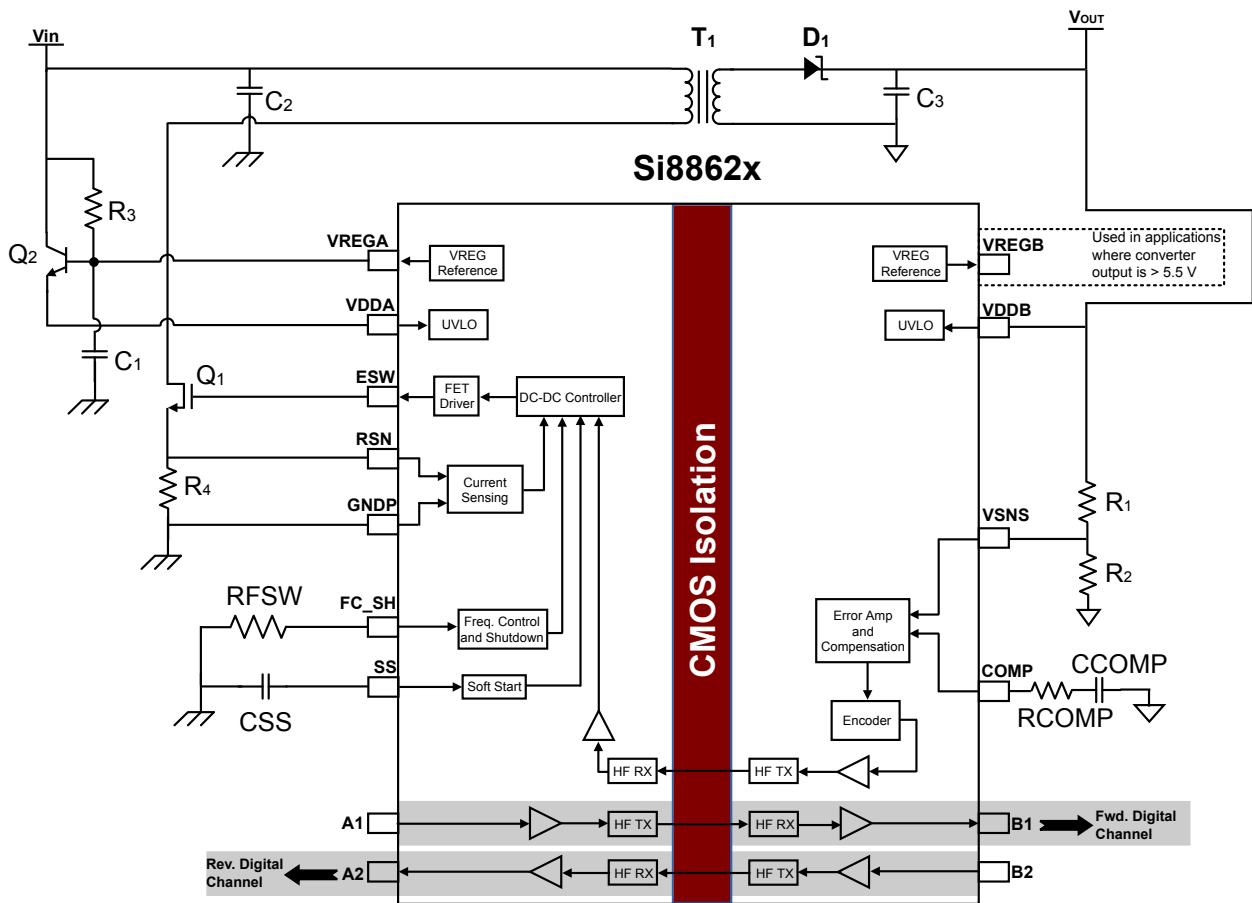 Vin
T1
D1
VOUT
C2
C3
Si8862x
R3
Q2
VREGA
VREG
Reference
VREG
Reference
VREGB
Used in applications
where converter
output is > 5.5 V
VDDA
UVLO
UVLO
VDDB
C1
Q1
ESW
FET
Driver
DC-DC Controller
RSN
R4
Current
Sensing
GNDP
CMOS Isolation
R1
VSNS
R2
RFSW
FC_SH
Freq. Control
and Shutdown
Error Amp
and
Compensation
SS
Soft Start
CSS
COMP
CCOMP
RCOMP
Encoder
HF RX
HF TX
A1
HF TX
HF RX
B1
Fwd. Digital
Channel
Rev. Digital
Channel
A2
HF RX
HF TX
B2